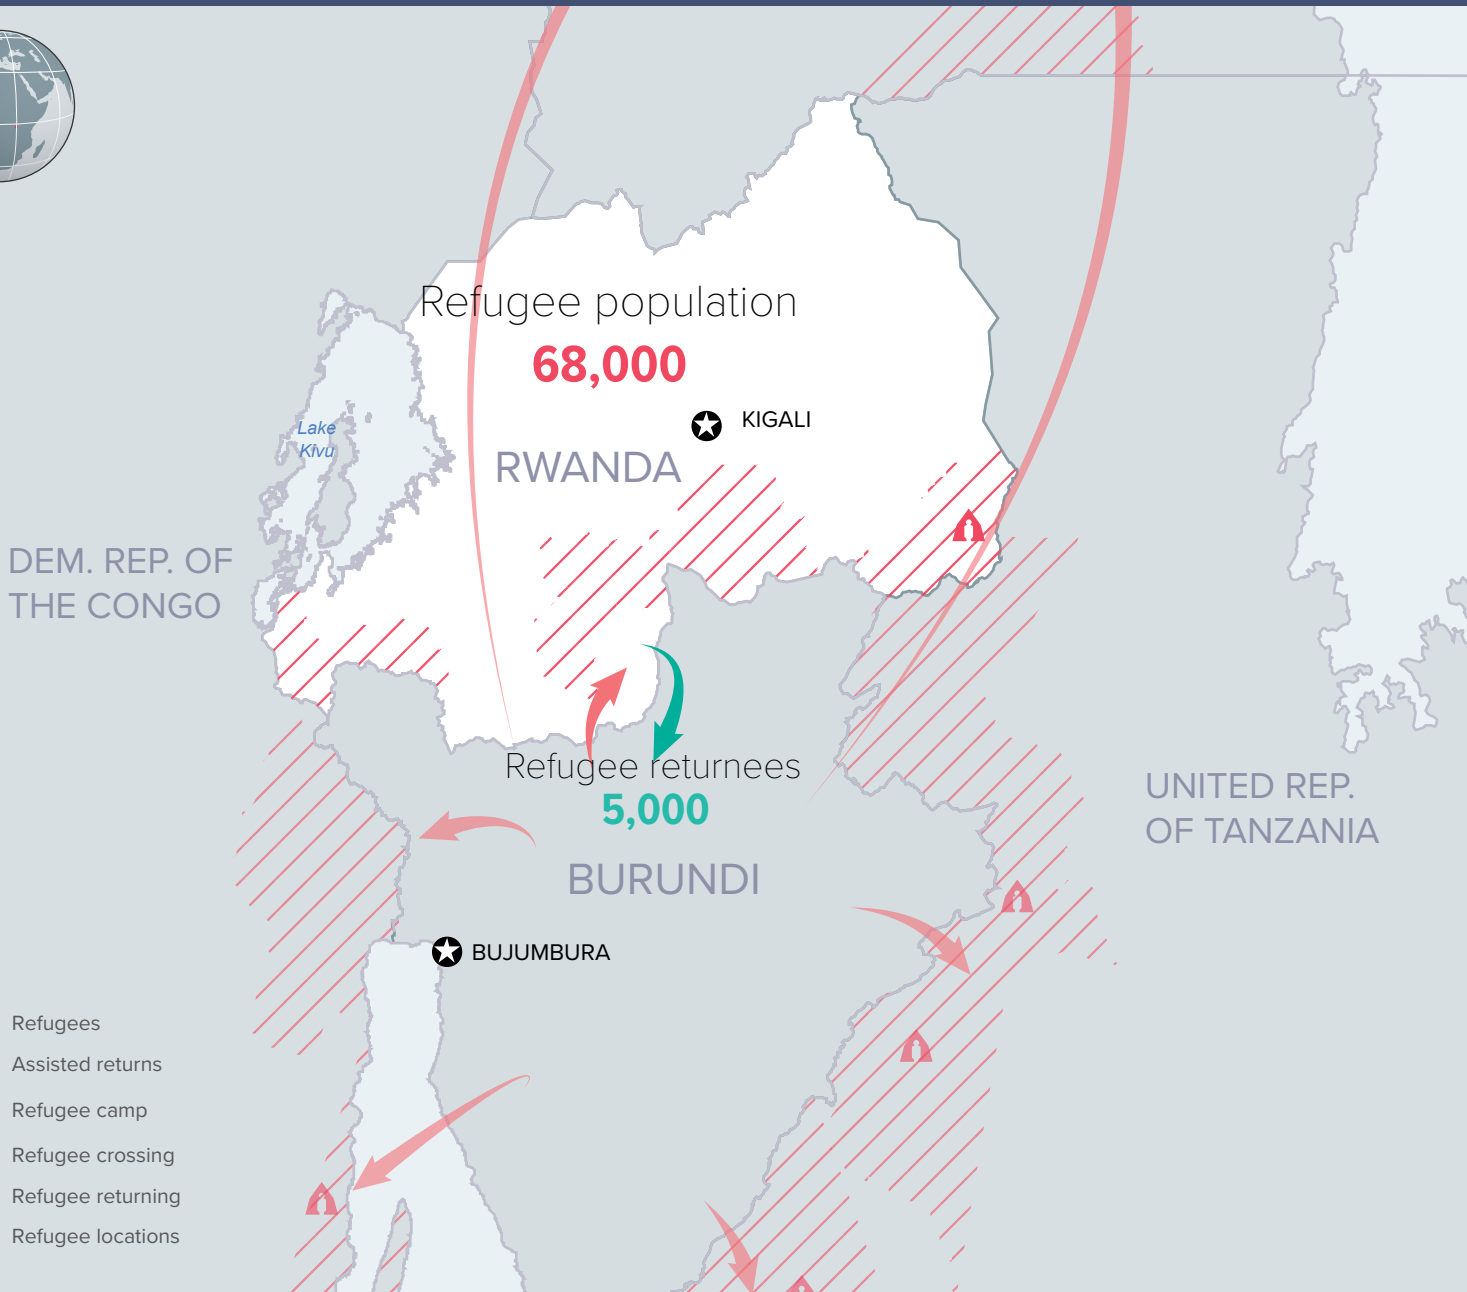 Refugee population
68,000
KIGALI
Lake
Kivu
RWANDA
DEM. REP. OF
THE CONGO
Refugee returnees
5,000
UNITED REP.
OF TANZANIA
BURUNDI
BUJUMBURA
Refugees
Assisted returns
Refugee camp
Refugee crossing
Refugee returning
Refugee locations